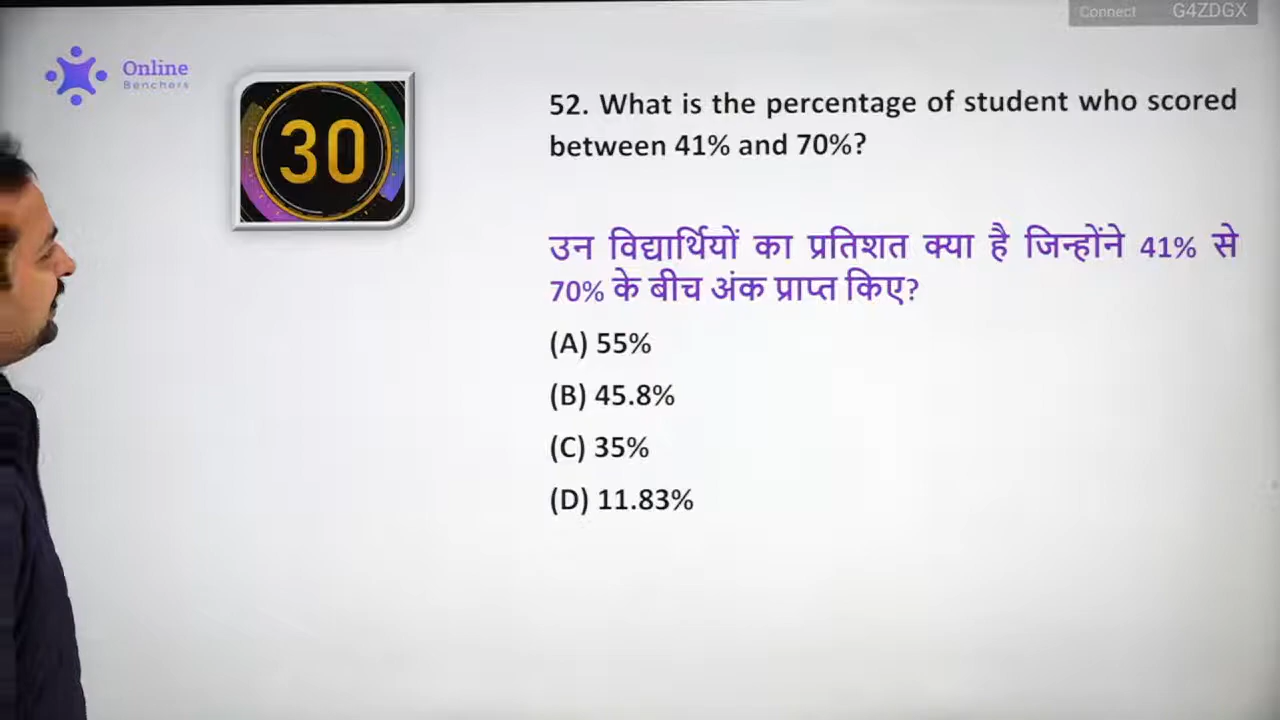 Connect G4ZDGX
Online
Benchers
30
52. What is the percentage of student who scored
between 41% and 70%?
उन विद्यार्थियों का प्रतिशत क्या है जिन्होंने 41% से
70% के बीच अंक प्राप्त किए?
(A) 55%
(B) 45.8%
(C) 35%
(D) 11.83%